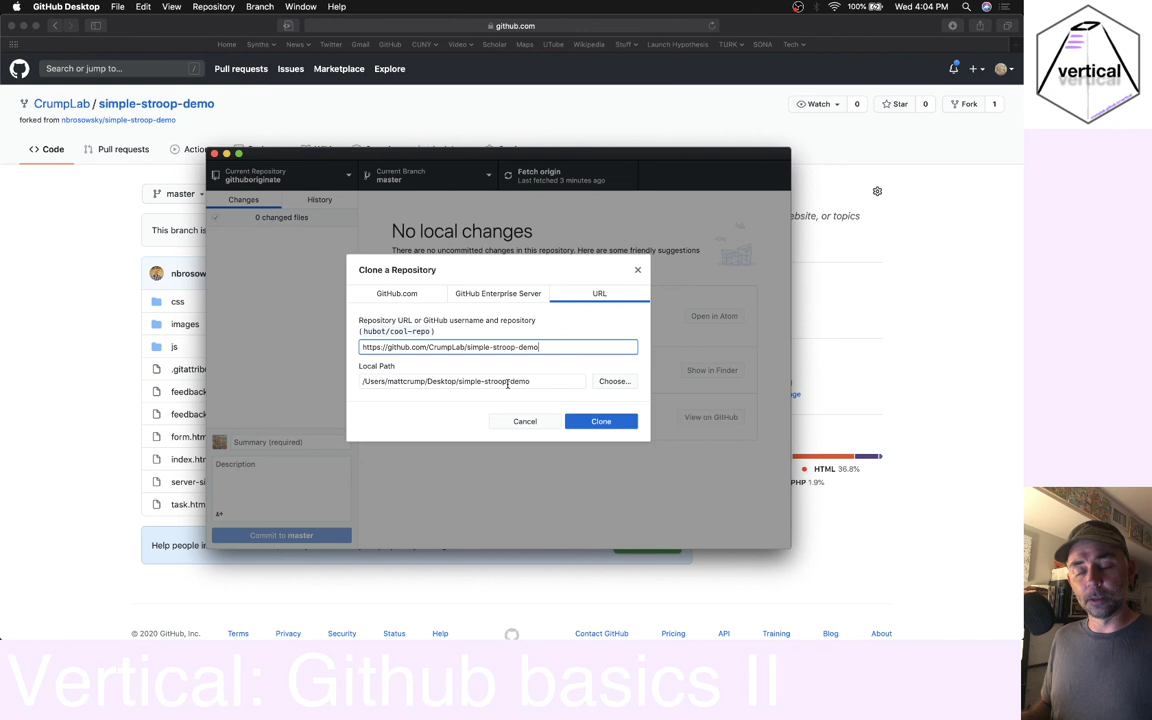 GitHub Desktop File Edit View Repository Branch Window Help 100% Wed 4:04 PM
github.com
Home Synths News Twitter Gmail GitHub CUNY Video Scholar Maps UTube Stuff Launch Hypothesis TURK SONA Tech
Search or jump to... / Pull requests Issues Marketplace Explore
vertical
CrumpLab / simple-stroop-demo
Watch 0 Star 0 Fork 1
forked from nbrosowsky/simple-stroop-demo
Code Pull requests Actio
Current Repository
githuboriginate
Current Branch
master
Fetch origin
Last fetched 3 minutes ago
master
Changes History
0 changed files
ebsite, or topics
This branch is
No local changes
There are no uncommitted changes in this repository. Here are some friendly suggestions
nbrosow
css
images
js
.gitattribu
feedback
feedback
form.htm
index.htm
server-si
task.htm
Clone a Repository
GitHub.com GitHub Enterprise Server URL
Repository URL or GitHub username and repository
(hubot/cool-repo)
https://github.com/CrumpLab/simple-stroop-demo
Local Path
/Users/mattcrump/Desktop/simple-stroop-demo Choose...
Cancel Clone
Open in Atom
Show in Finder
View on GitHub
age
HTML 36.8%
PHP 1.9%
Summary (required)
Description
Commit to master
Help people in
© 2020 GitHub, Inc. Terms Privacy Security Status Help Contact GitHub Pricing API Training Blog About
Vertical: Github basics II